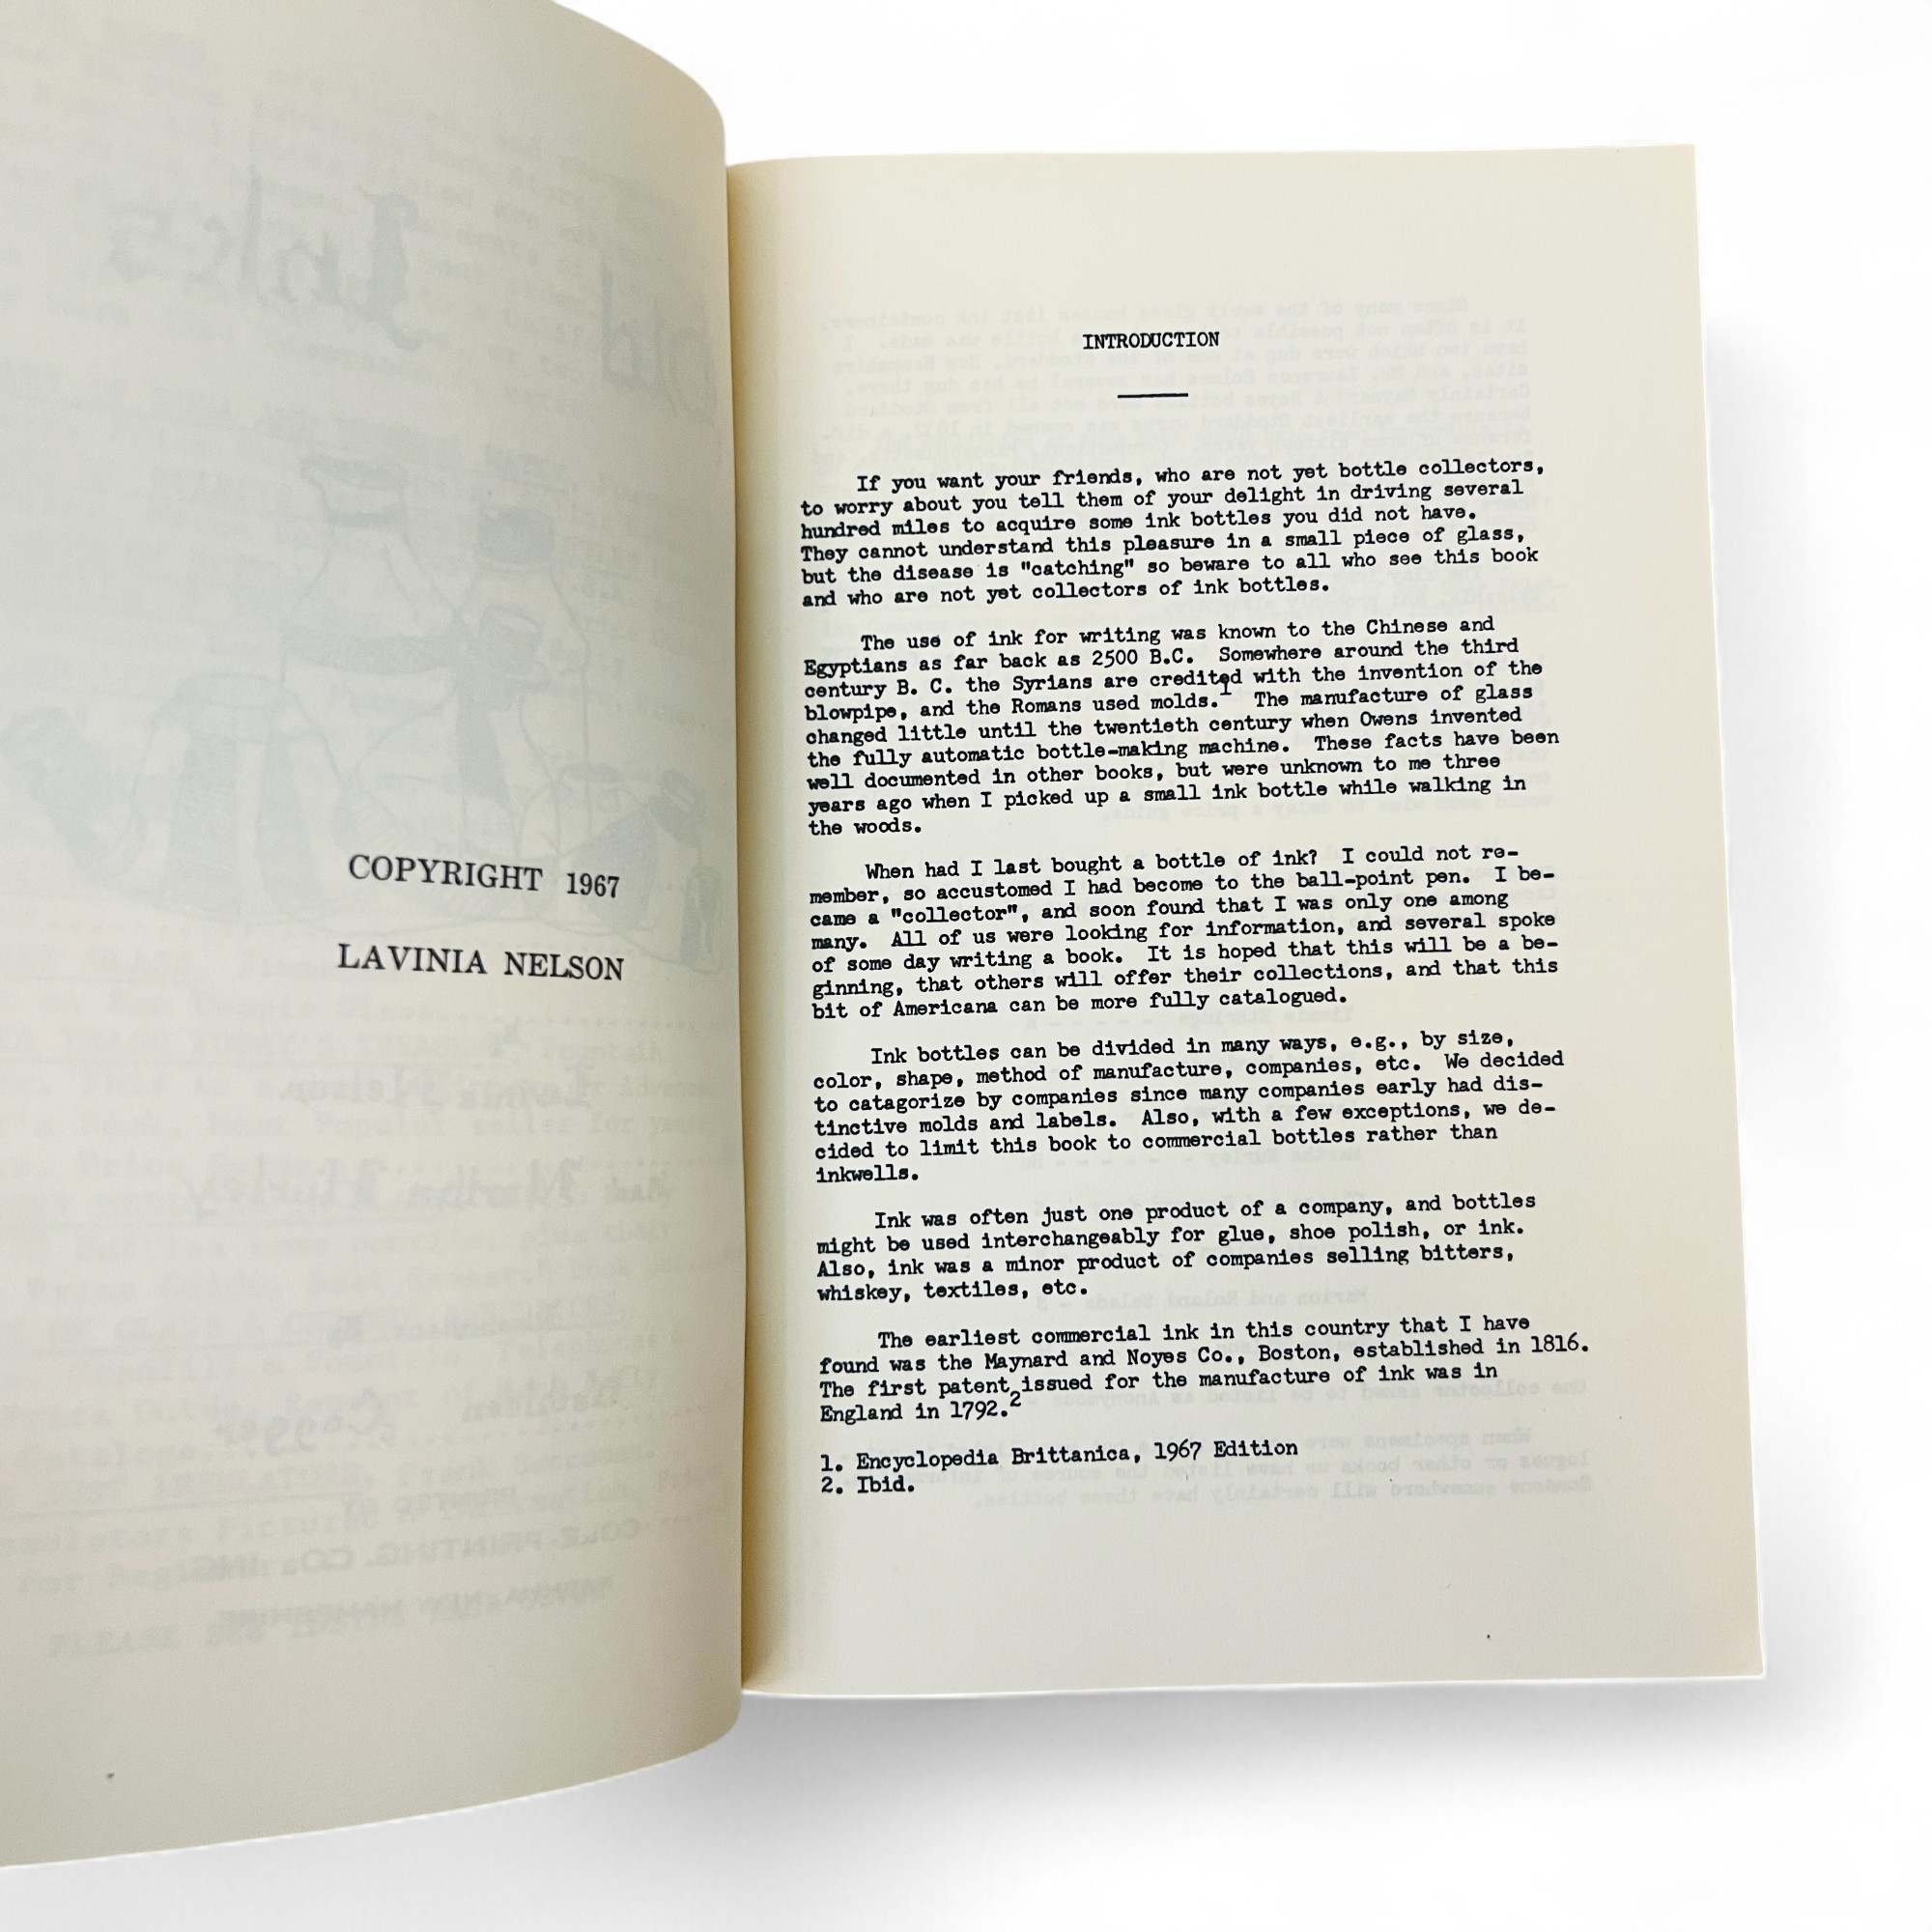 COPYRIGHT 1967
LAVINIA NELSON
INTRODUCTION
If you want your friends, who are not yet bottle collectors,
to worry about you tell them of your delight in driving several
hundred miles to acquire some ink bottles you did not have.
They cannot understand this pleasure in a small piece of glass,
but the disease is "catching" so beware to all who see this book
and who are not yet collectors of ink bottles.
The use of ink for writing was known to the Chinese and
Egyptians as far back as 2500 B.C. Somewhere around the third
century B. C. the Syrians are credited with the invention of the
blowpipe, and the Romans used molds.1 The manufacture of glass
changed little until the twentieth century when Owens invented
the fully automatic bottle-making machine. These facts have been
well documented in other books, but were unknown to me three
years ago when I picked up a small ink bottle while walking in
the woods.
When had I last bought a bottle of ink? I could not re-
member, so accustomed I had become to the ball-point pen. I be-
came a "collector", and soon found that I was only one among
many. All of us were looking for information, and several spoke
of some day writing a book. It is hoped that this will be a be-
ginning, that others will offer their collections, and that this
bit of Americana can be more fully catalogued.
Ink bottles can be divided in many ways, e.g., by size,
color, shape, method of manufacture, companies, etc. We decided
to catagorize by companies since many companies early had dis-
tinctive molds and labels. Also, with a few exceptions, we de-
cided to limit this book to commercial bottles rather than
inkwells.
Ink was often just one product of a company, and bottles
might be used interchangeably for glue, shoe polish, or ink.
Also, ink was a minor product of companies selling bitters,
whiskey, textiles, etc.
The earliest commercial ink in this country that I have
found was the Maynard and Noyes Co., Boston, established in 1816.
The first patent issued for the manufacture of ink was in
England in 1792.2
1. Encyclopedia Brittanica, 1967 Edition
2. Ibid.